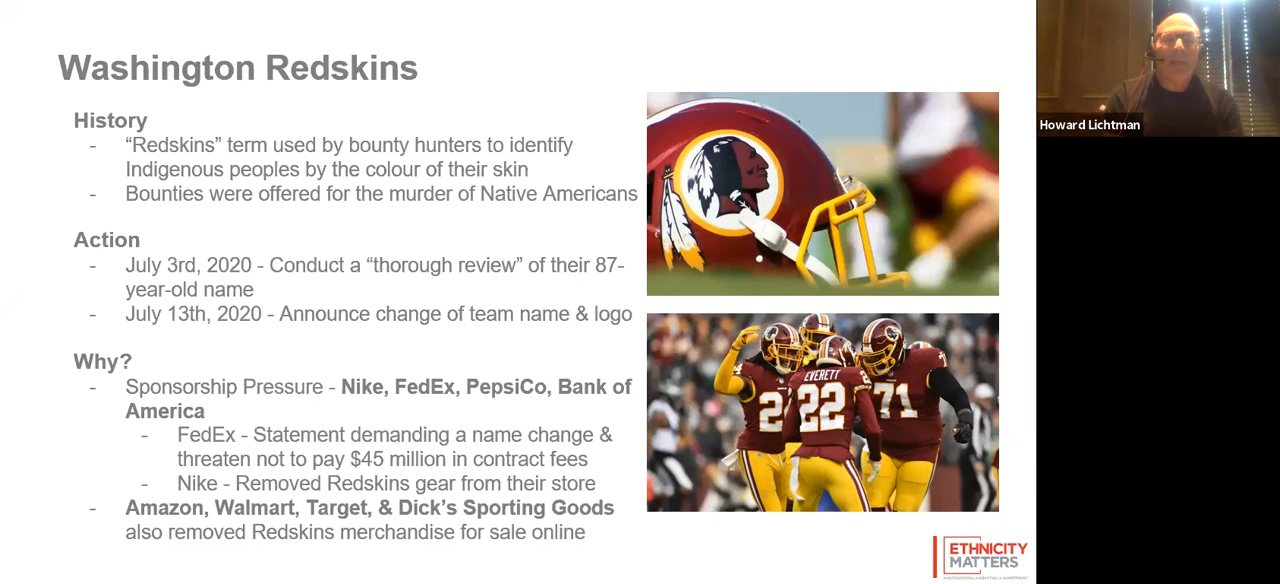 Washington Redskins
History
- “Redskins” term used by bounty hunters to identify
Indigenous peoples by the colour of their skin
- Bounties were offered for the murder of Native Americans
Action
- July 3rd, 2020 - Conduct a “thorough review” of their 87-
year-old name
- July 13th, 2020 - Announce change of team name & logo
Why?
- Sponsorship Pressure - Nike, FedEx, PepsiCo, Bank of
America
- FedEx - Statement demanding a name change &
threaten not to pay $45 million in contract fees
- Nike - Removed Redskins gear from their store
- Amazon, Walmart, Target, & Dick’s Sporting Goods
also removed Redskins merchandise for sale online
EVERETT
22
71
ETHNICITY
MATTERS
Howard Lichtman